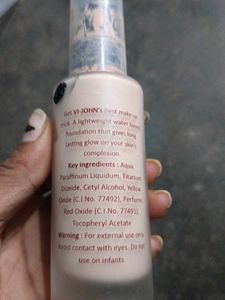 Get VI-JOHN's best make-up
trick. A lightweight water based
foundation that gives long
lasting glow on your skin's
complexion.
Key ingredients : Aqua,
Paraffinum Liquidum, Titanium
Dioxide, Cetyl Alcohol, Yellow
Oxide (C.I.No. 77492), Perfume,
Red Oxide (C.I. No. 77491),
Tocopheryl Acetate
Warning : For external use only.
Avoid contact with eyes. Do not
use on infants.